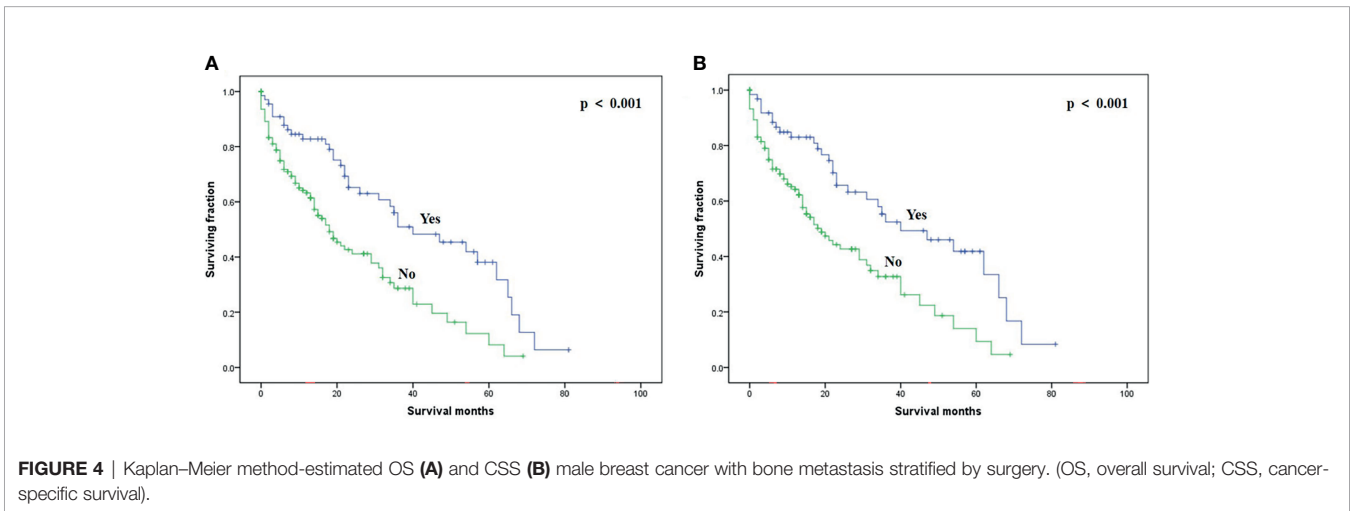 A
B
p < 0.001
p < 0.001
1.0
0.8
0.6
0.4
0.2
0.0
Surviving fraction
Yes
No
0 20 40 60 80 100
Survival months
1.0
0.8
0.6
0.4
0.2
0.0
Surviving fraction
Yes
No
0 20 40 60 80 100
Survival months
FIGURE 4 | Kaplan–Meier method-estimated OS (A) and CSS (B) male breast cancer with bone metastasis stratified by surgery. (OS, overall survival; CSS, cancer-
specific survival).